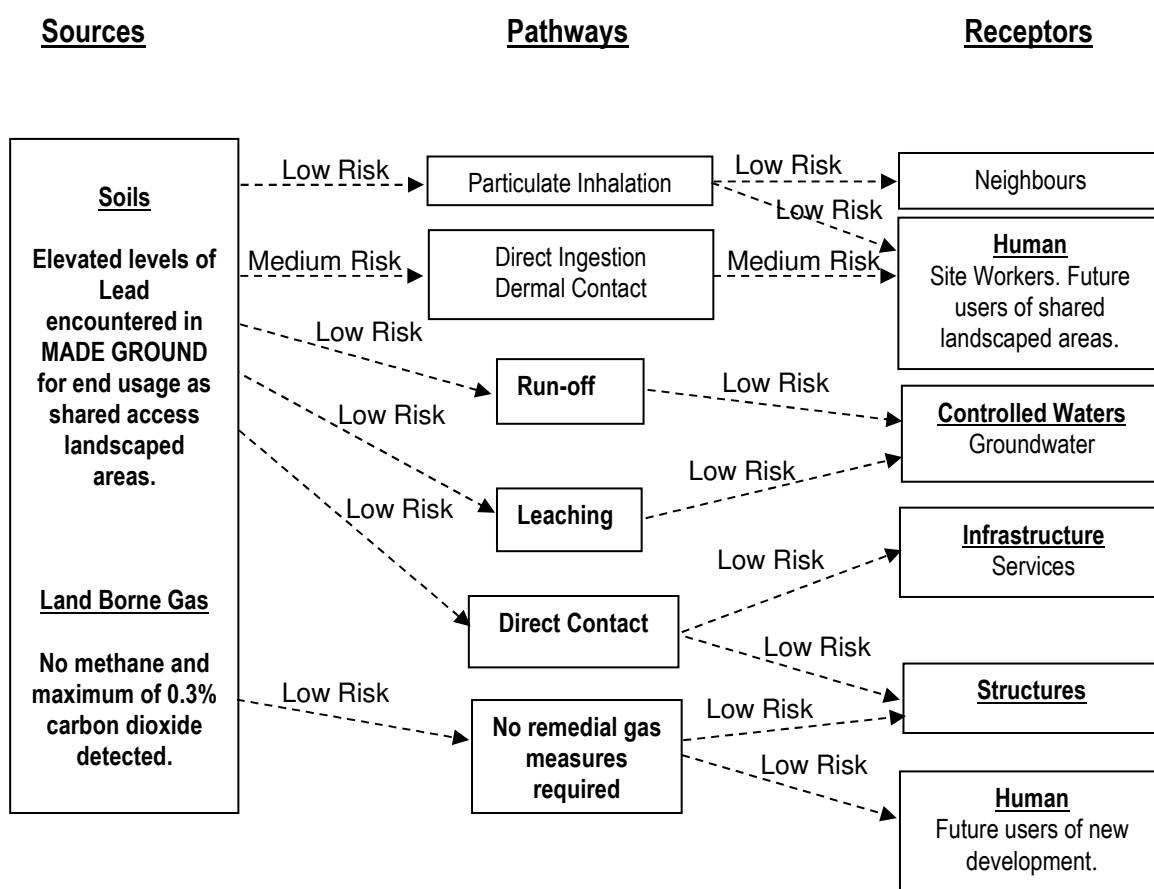 Sources
Pathways
Receptors
Soils
Elevated levels of
Lead
encountered in
MADE GROUND
for end usage as
shared access
landscaped
areas.
Land Borne Gas
No methane and
maximum of 0.3%
carbon dioxide
detected.
Low Risk
Medium Risk
Low Risk
Low Risk
Low Risk
Low Risk
Particulate Inhalation
Direct Ingestion
Dermal Contact
Run-off
Leaching
Direct Contact
No remedial gas
measures
required
Low Risk
Low Risk
Medium Risk
Low Risk
Low Risk
Low Risk
Low Risk
Low Risk
Low Risk
Neighbours
Human
Site Workers. Future
users of shared
landscaped areas.
Controlled Waters
Groundwater
Infrastructure
Services
Structures
Human
Future users of new
development.